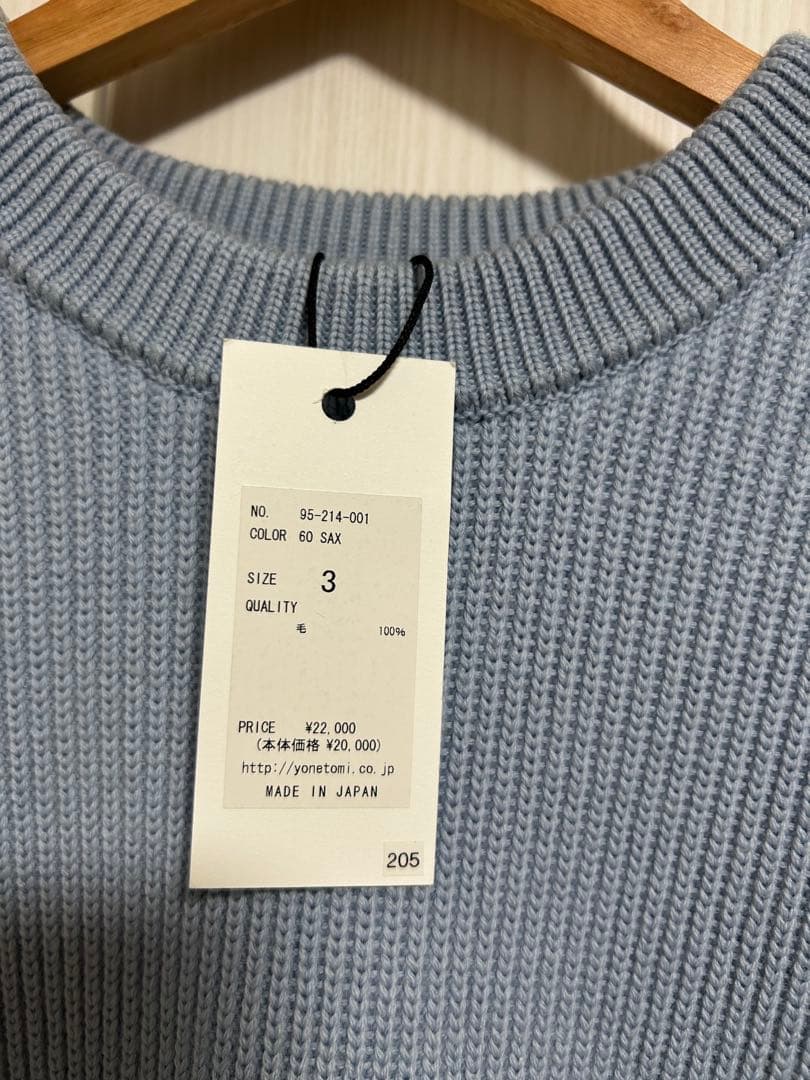 NO. 95-214-001
COLOR 60 SAX
SIZE 3
QUALITY
毛 100%
PRICE ¥22,000
(本体価格 ¥20,000)
http://yonetomi.co.jp
MADE IN JAPAN
205